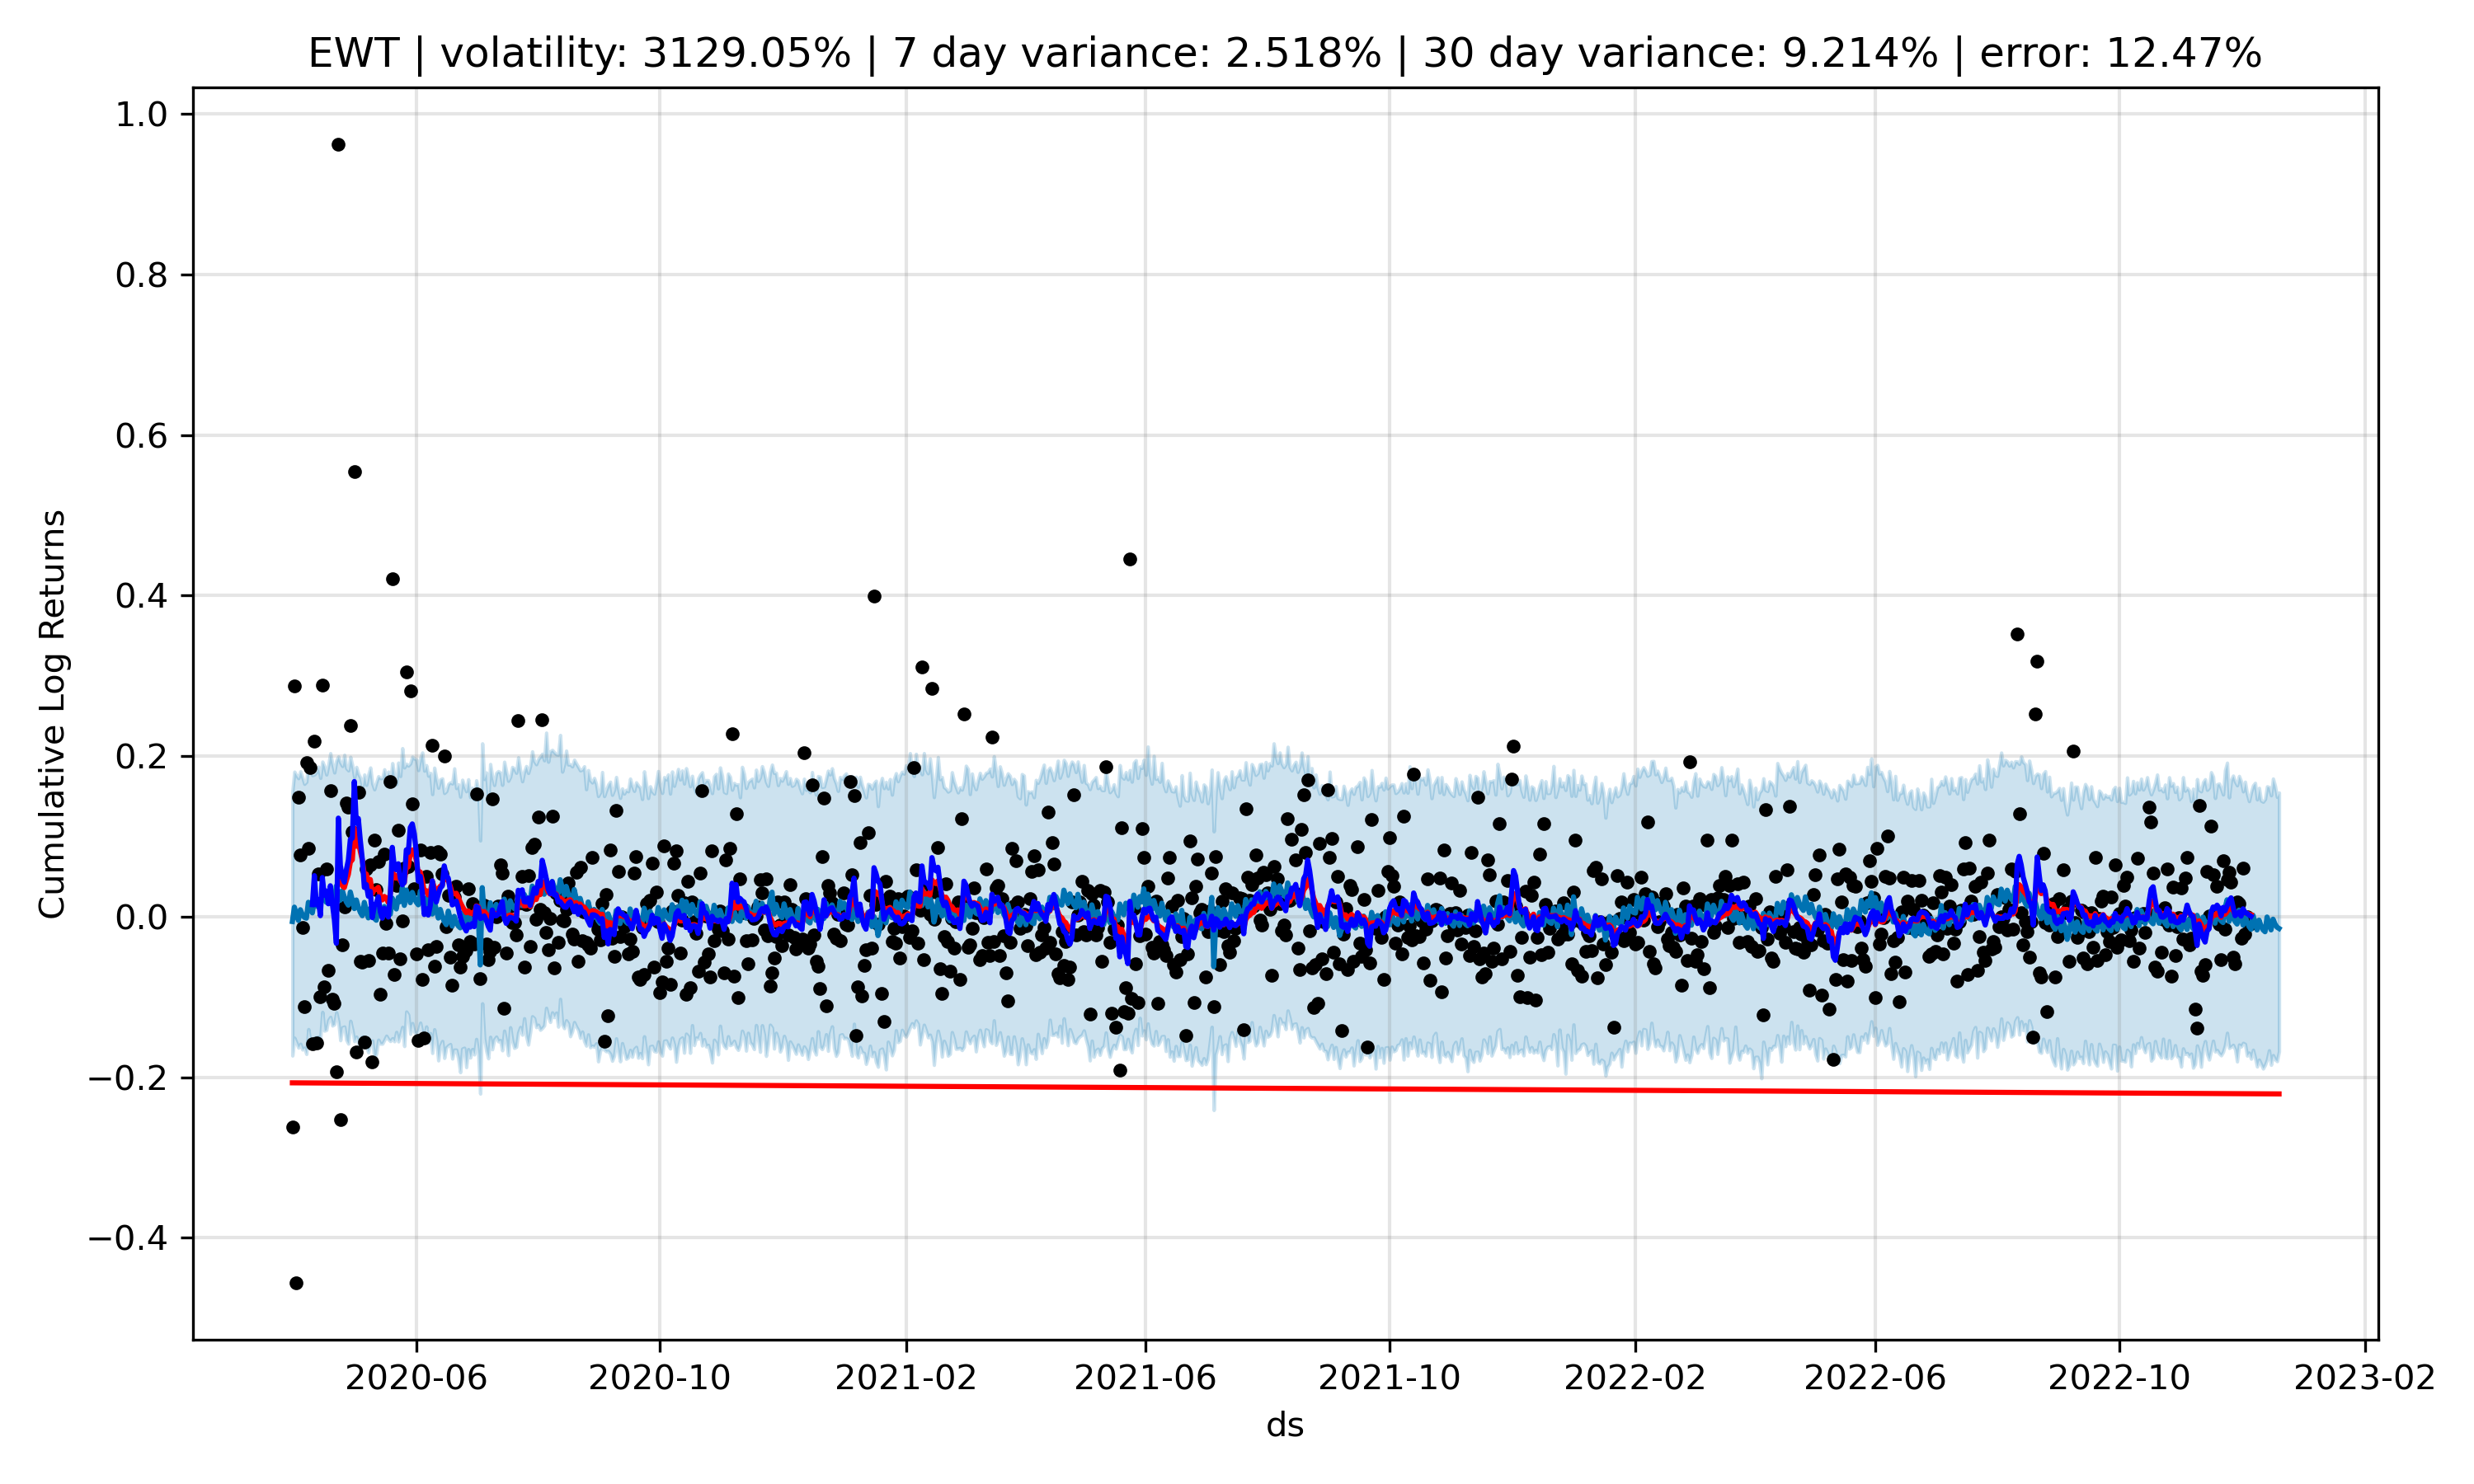 EWT | volatility: 3129.05% | 7 day variance: 2.518% | 30 day variance: 9.214% | error: 12.47%
1.0
0.8
0.6
0.4
0.2
0.0
−0.2
−0.4
Cumulative Log Returns
2020-06 2020-10 2021-02 2021-06 2021-10 2022-02 2022-06 2022-10 2023-02
ds